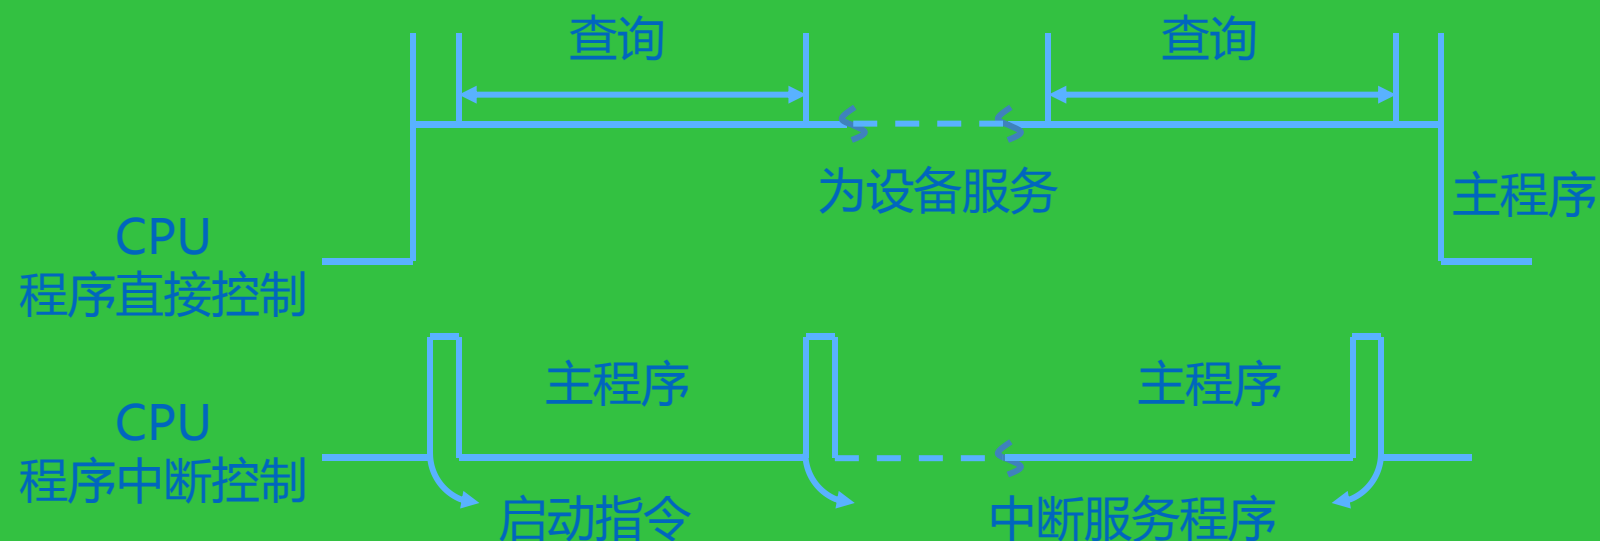 查询
查询
为设备服务
主程序
CPU
程序直接控制
主程序
主程序
CPU
程序中断控制
启动指令
中断服务程序